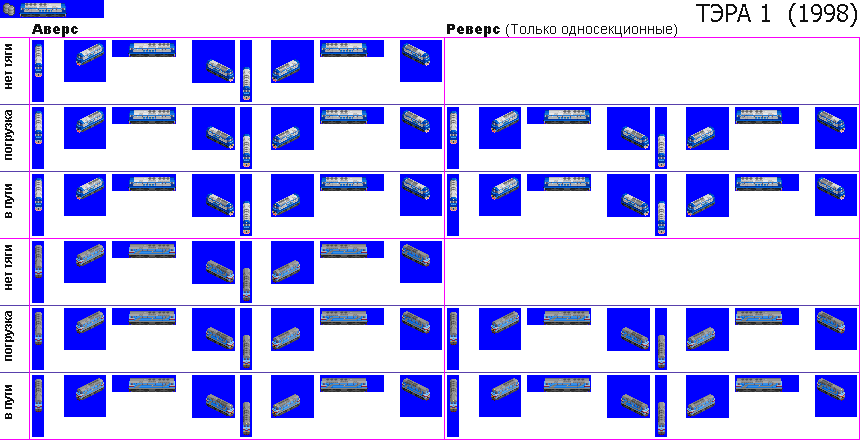 ТЭРА 1 (1998)
Аверс
Реверс (Только односекционные)
нет тяги
погрузка
в пути
нет тяги
погрузка
в пути